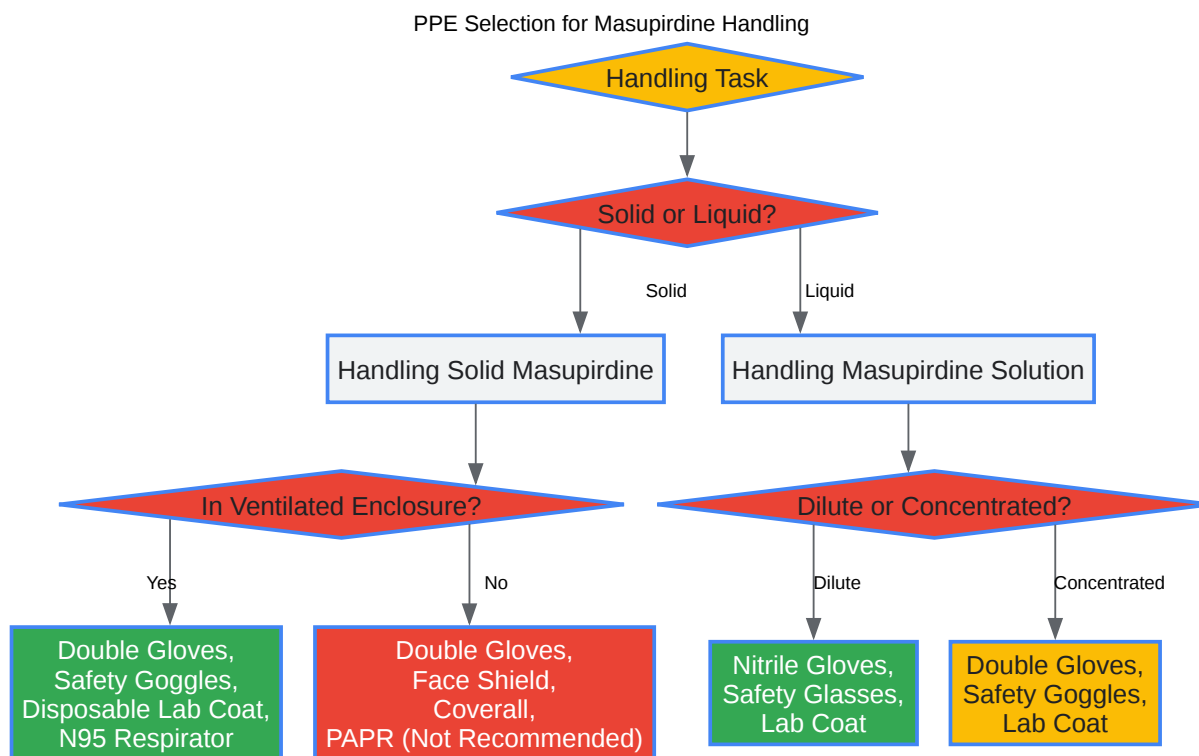 PPE Selection for Masupirdine Handling
Handling Task
Solid or Liquid?
Solid
Liquid
Handling Solid Masupirdine
Handling Masupirdine Solution
In Ventilated Enclosure?
Dilute or Concentrated?
Yes
No
Dilute
Concentrated
Double Gloves,
Safety Goggles,
Disposable Lab Coat,
N95 Respirator
Double Gloves,
Face Shield,
Coverall,
PAPR (Not Recommended)
Nitrile Gloves,
Safety Glasses,
Lab Coat
Double Gloves,
Safety Goggles,
Lab Coat